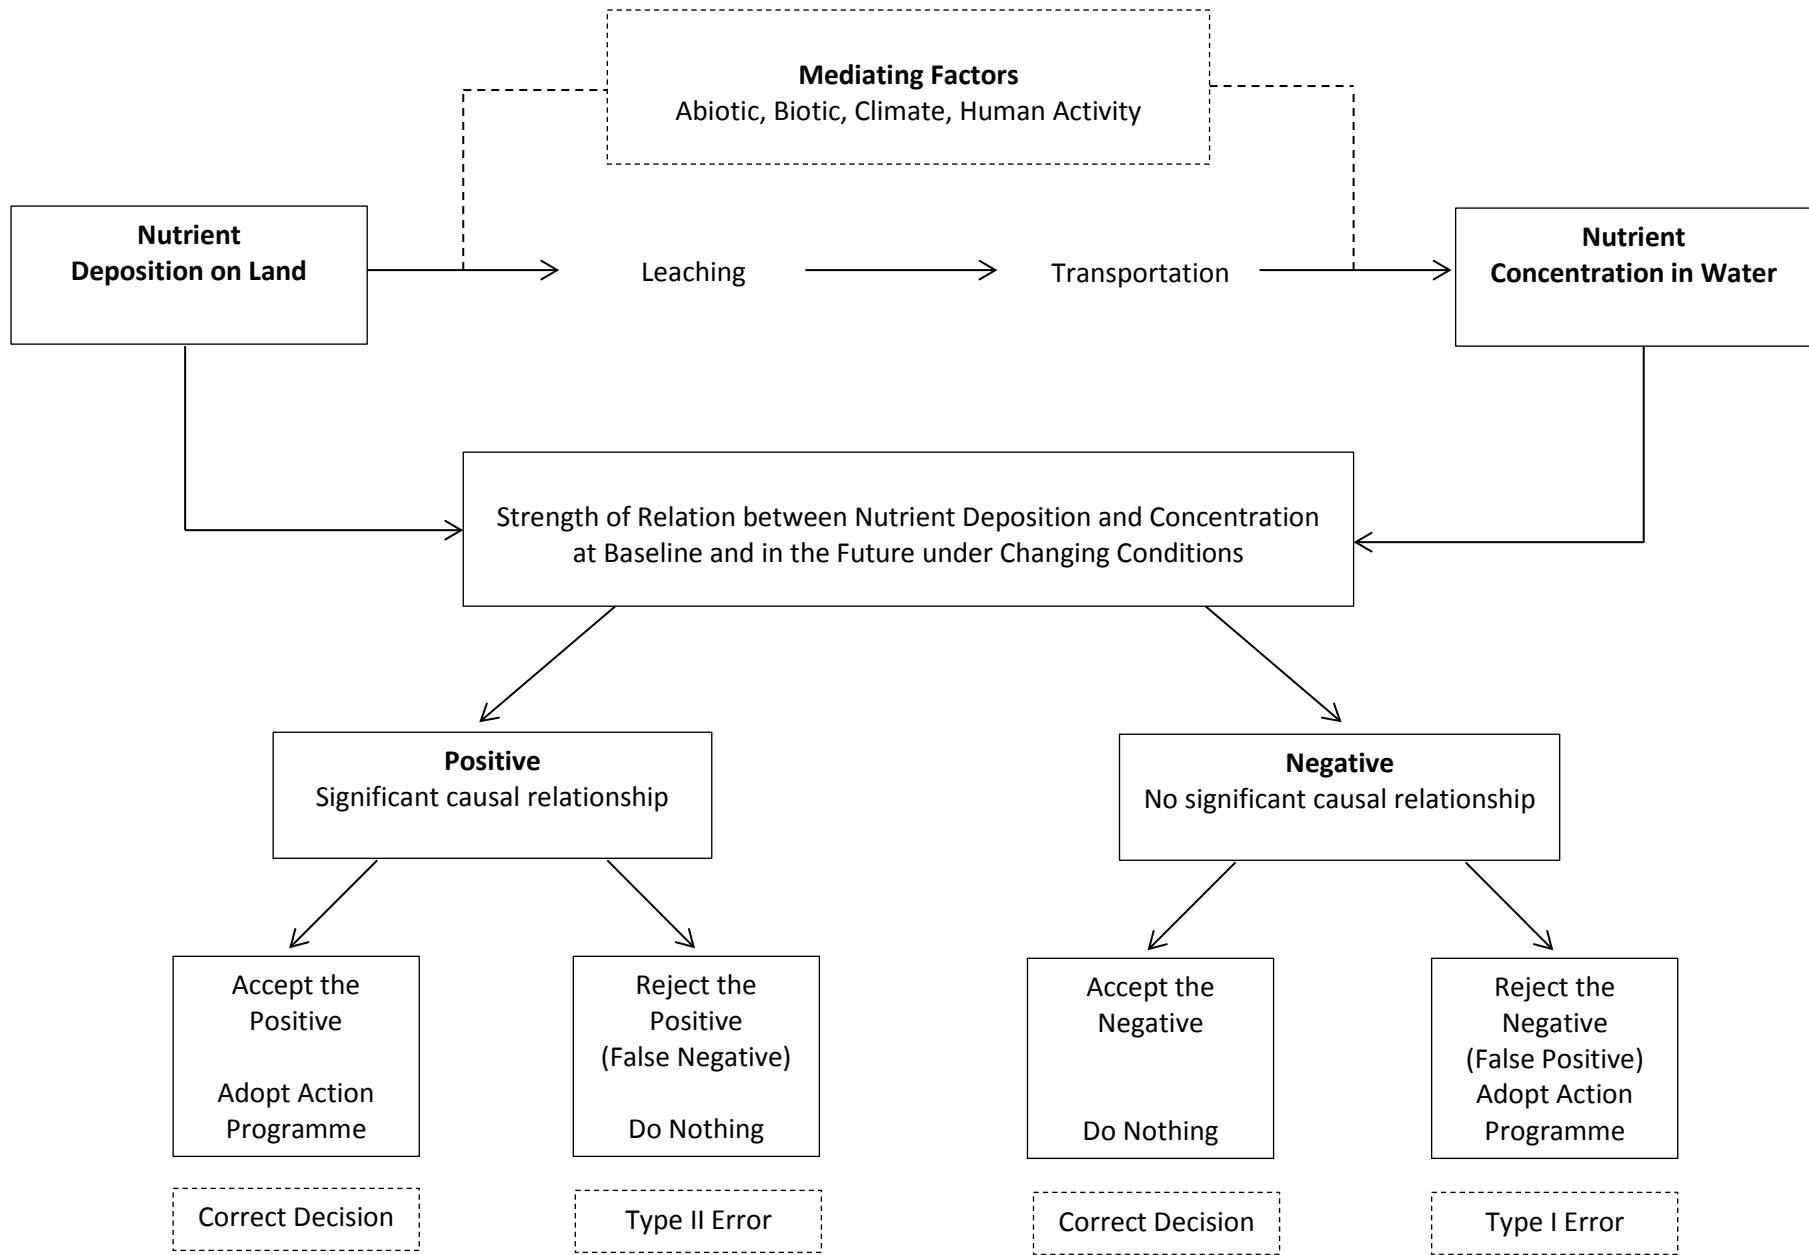 Mediating Factors
Abiotic, Biotic, Climate, Human Activity
Nutrient
Deposition on Land
Leaching
Transportation
Nutrient
Concentration in Water
Strength of Relation between Nutrient Deposition and Concentration
at Baseline and in the Future under Changing Conditions
Positive
Significant causal relationship
Negative
No significant causal relationship
Accept the
Positive
Adopt Action
Programme
Reject the
Positive
(False Negative)
Do Nothing
Accept the
Negative
Do Nothing
Reject the
Negative
(False Positive)
Adopt Action
Programme
Correct Decision
Type II Error
Correct Decision
Type I Error